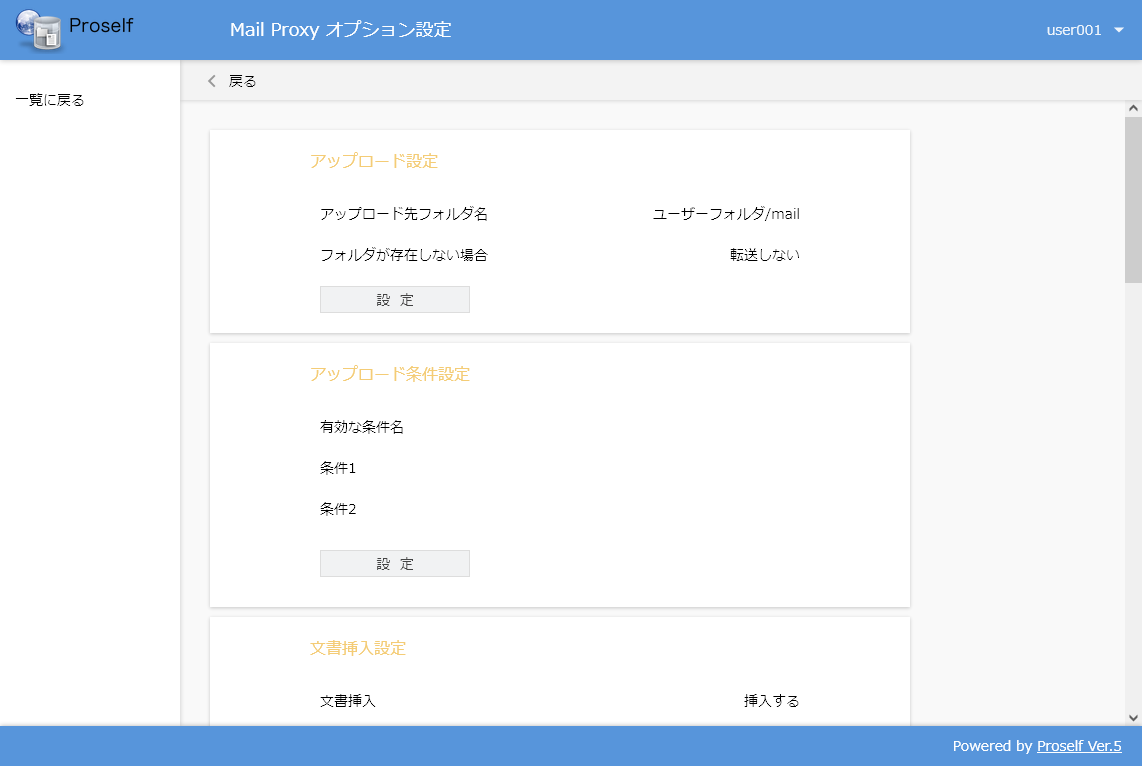 Proself
Mail Proxy オプション設定
user001
一覧に戻る
戻る
アップロード設定
アップロード先フォルダ名 ユーザーフォルダ/mail
フォルダが存在しない場合 転送しない
設 定
アップロード条件設定
有効な条件名
条件1
条件2
設 定
文書挿入設定
文書挿入 挿入する
Powered by Proself Ver.5